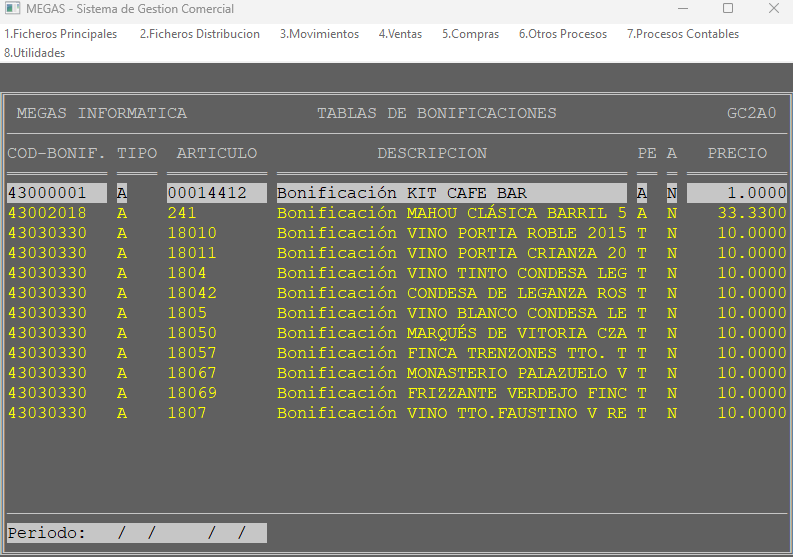 MEGAS - Sistema de Gestion Comercial
1.Ficheros Principales 2.Ficheros Distribucion 3.Movimientos 4.Ventas 5.Compras 6.Otros Procesos 7.Procesos Contables
8.Utilidades
MEGAS INFORMATICA TABLAS DE BONIFICACIONES GC2A0
COD-BONIF. TIPO ARTICULO DESCRIPCION PE A PRECIO
43000001 A 00014412 Bonificación KIT CAFE BAR A N 1.0000
43002018 A 241 Bonificación MAHOU CLÁSICA BARRIL 5 A N 33.3300
43030330 A 18010 Bonificación VINO PORTIA ROBLE 2015 T N 10.0000
43030330 A 18011 Bonificación VINO PORTIA CRIANZA 20 T N 10.0000
43030330 A 1804 Bonificación VINO TINTO CONDESA LEG T N 10.0000
43030330 A 18042 Bonificación CONDESA DE LEGANZA ROS T N 10.0000
43030330 A 1805 Bonificación VINO BLANCO CONDESA LE T N 10.0000
43030330 A 18050 Bonificación MARQUÉS DE VITORIA CZA T N 10.0000
43030330 A 18057 Bonificación FINCA TRENZONES TTO. T T N 10.0000
43030330 A 18067 Bonificación MONASTERIO PALAZUELO V T N 10.0000
43030330 A 18069 Bonificación FRIZZANTE VERDEJO FINC T N 10.0000
43030330 A 1807 Bonificación VINO TTO.FAUSTINO V RE T N 10.0000
Periodo: / / / /